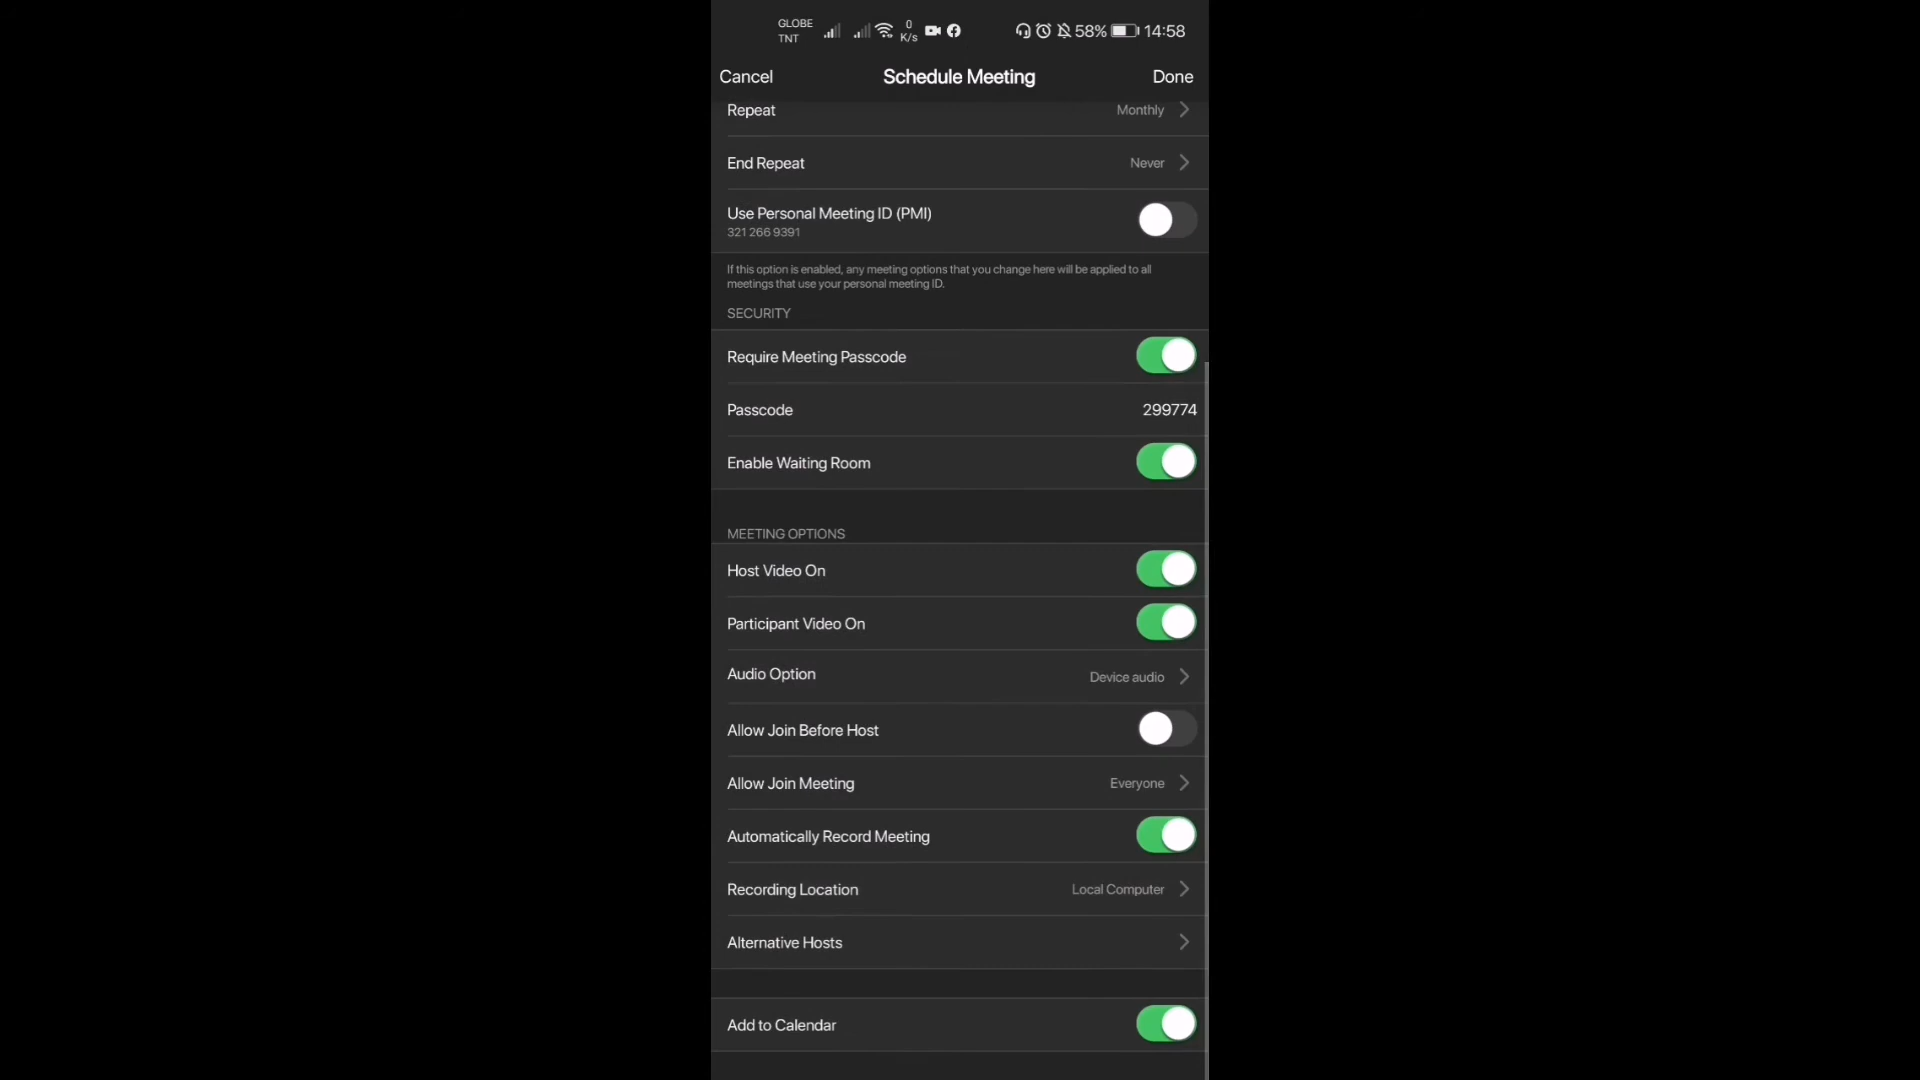 GLOBE
TNT
0
K/s
58%
14:58
Cancel
Schedule Meeting
Done
Repeat
Monthly
End Repeat
Never
Use Personal Meeting ID (PMI)
321 266 9391
If this option is enabled, any meeting options that you change here will be applied to all
meetings that use your personal meeting ID.
SECURITY
Require Meeting Passcode
Passcode
299774
Enable Waiting Room
MEETING OPTIONS
Host Video On
Participant Video On
Audio Option
Device audio
Allow Join Before Host
Allow Join Meeting
Everyone
Automatically Record Meeting
Recording Location
Local Computer
Alternative Hosts
Add to Calendar